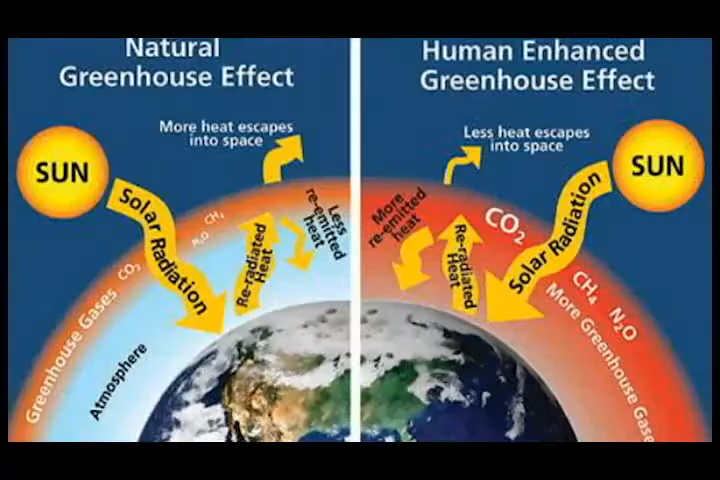 Natural
Greenhouse Effect
More heat escapes
into space
SUN
Solar Radiation
Re-radiated
Heat
Less
re-emitted
heat
CH4
N2O
CO2
Greenhouse Gases
Atmosphere
Human Enhanced
Greenhouse Effect
Less heat escapes
into space
SUN
Solar Radiation
More
re-emitted
heat
Re-radiated
Heat
CO2
CH4 N2O
More Greenhouse Gase